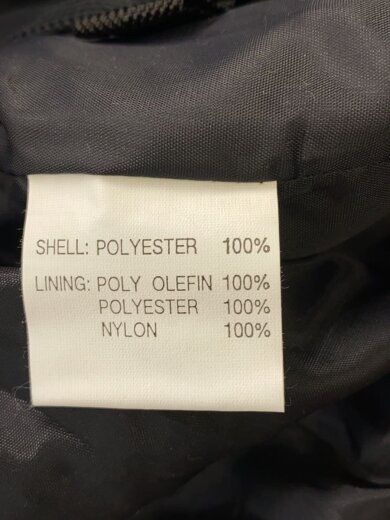 SHELL: POLYESTER 100%
LINING: POLY OLEFIN 100%
POLYESTER 100%
NYLON 100%